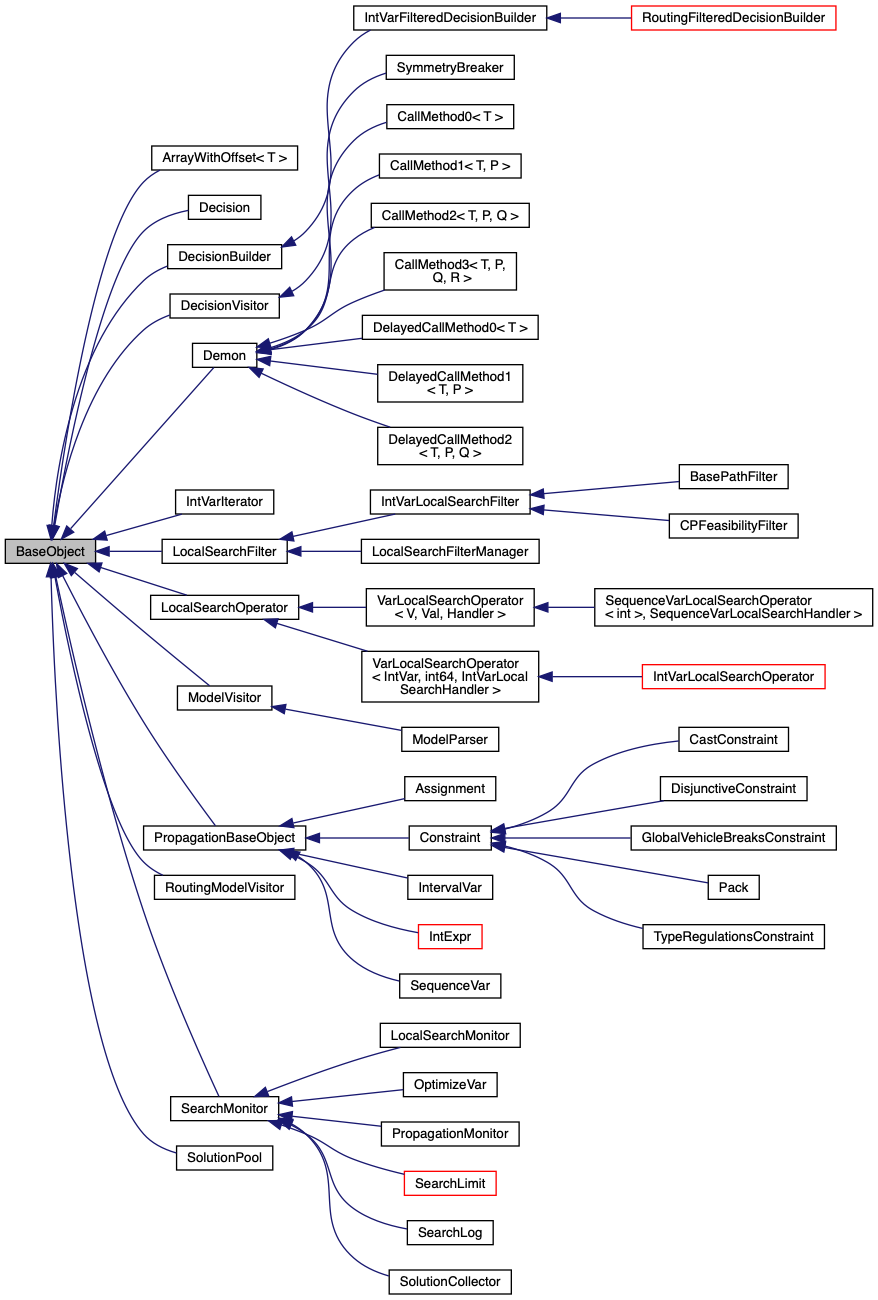 IntVarFilteredDecisionBuilder
RoutingFilteredDecisionBuilder
SymmetryBreaker
CallMethod0< T >
ArrayWithOffset< T >
CallMethod1< T, P >
Decision
CallMethod2< T, P, Q >
DecisionBuilder
CallMethod3< T, P,
Q, R >
DecisionVisitor
DelayedCallMethod0< T >
Demon
DelayedCallMethod1
< T, P >
DelayedCallMethod2
< T, P, Q >
BasePathFilter
IntVarIterator
IntVarLocalSearchFilter
CPFeasibilityFilter
BaseObject
LocalSearchFilter
LocalSearchFilterManager
LocalSearchOperator
VarLocalSearchOperator
< V, Val, Handler >
SequenceVarLocalSearchOperator
< int >, SequenceVarLocalSearchHandler >
VarLocalSearchOperator
< IntVar, int64, IntVarLocal
SearchHandler >
IntVarLocalSearchOperator
ModelVisitor
ModelParser
CastConstraint
Assignment
DisjunctiveConstraint
PropagationBaseObject
Constraint
GlobalVehicleBreaksConstraint
RoutingModelVisitor
IntervalVar
Pack
IntExpr
TypeRegulationsConstraint
SequenceVar
LocalSearchMonitor
OptimizeVar
SearchMonitor
PropagationMonitor
SolutionPool
SearchLimit
SearchLog
SolutionCollector